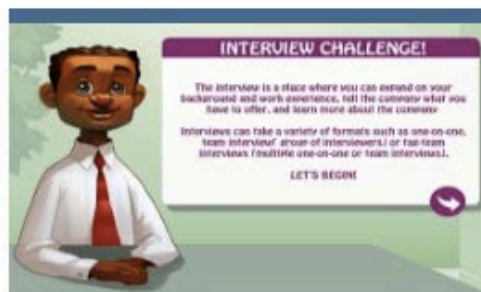 INTERVIEW CHALLENGE!
The interview is a place where you can expand on your
background and work experience, tell the company what you
have to offer, and learn more about the company
Interviews can take a variety of formats such as one-on-one,
team interview( group of interviewers,) or tag-team
interviews (multiple one-on-one or team interviews).
LET'S BEGIN!